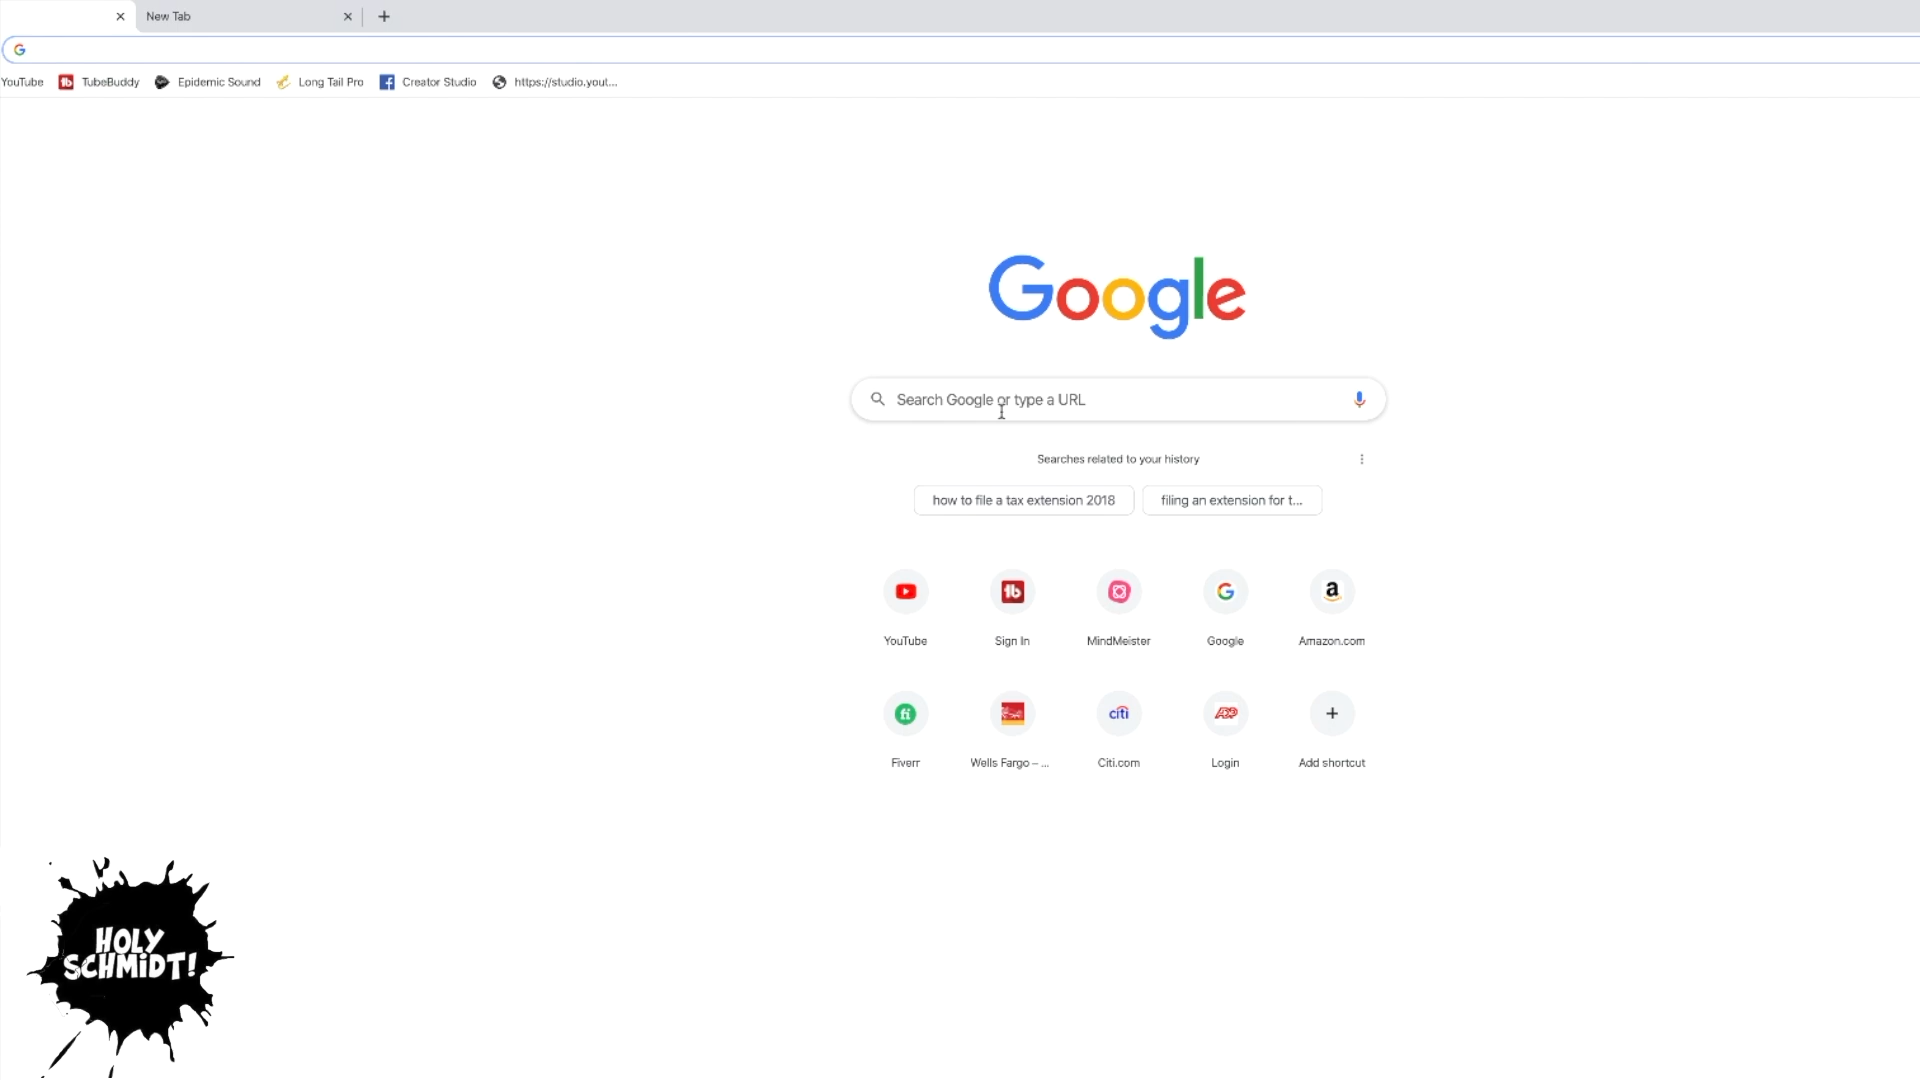 New Tab
YouTube TubeBuddy Epidemic Sound Long Tail Pro Creator Studio https://studio.yout...
Google
Search Google or type a URL
Searches related to your history
how to file a tax extension 2018 filing an extension for t...
YouTube Sign In MindMeister Google Amazon.com
citi ADP
Fiverr Wells Fargo – ... Citi.com Login Add shortcut
HOLY
SCHMiDT!